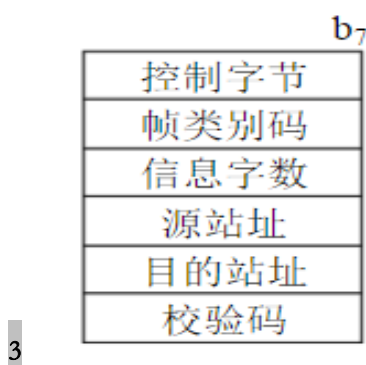 b7
控制字节
帧类别码
信息字数
源站址
目的站址
校验码
3